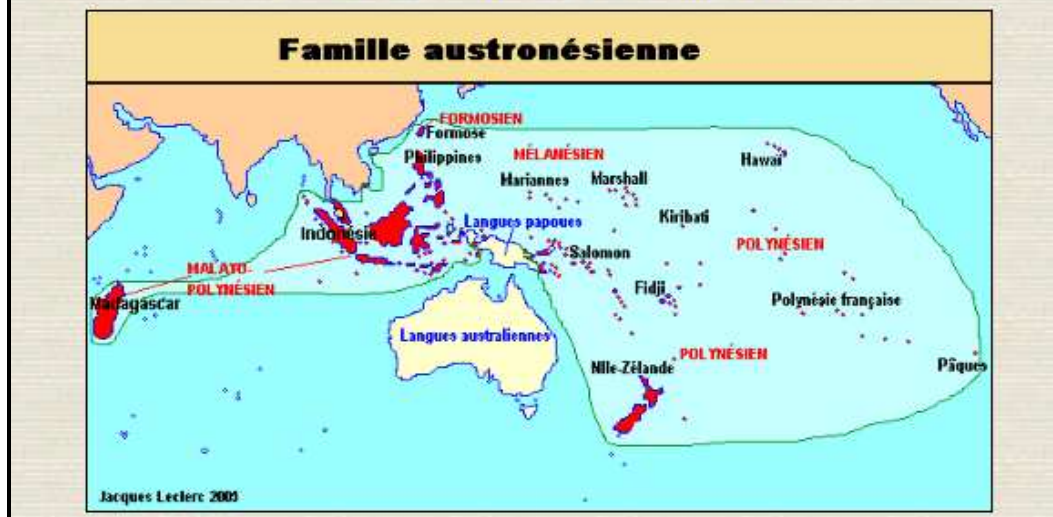 Famille austronésienne
FORMOSIEN
Formose
Philippines
MÉLANÉSIEN
Hawaï
Mariannes
Marshall
Kiribati
Langues papoues
Indonésie
Salomon
POLYNÉSIEN
MALAYO-
POLYNÉSIEN
Madagascar
Fidji
Polynésie française
Langues australiennes
POLYNÉSIEN
Nlle-Zélande
Pâques
Jacques Leclerc